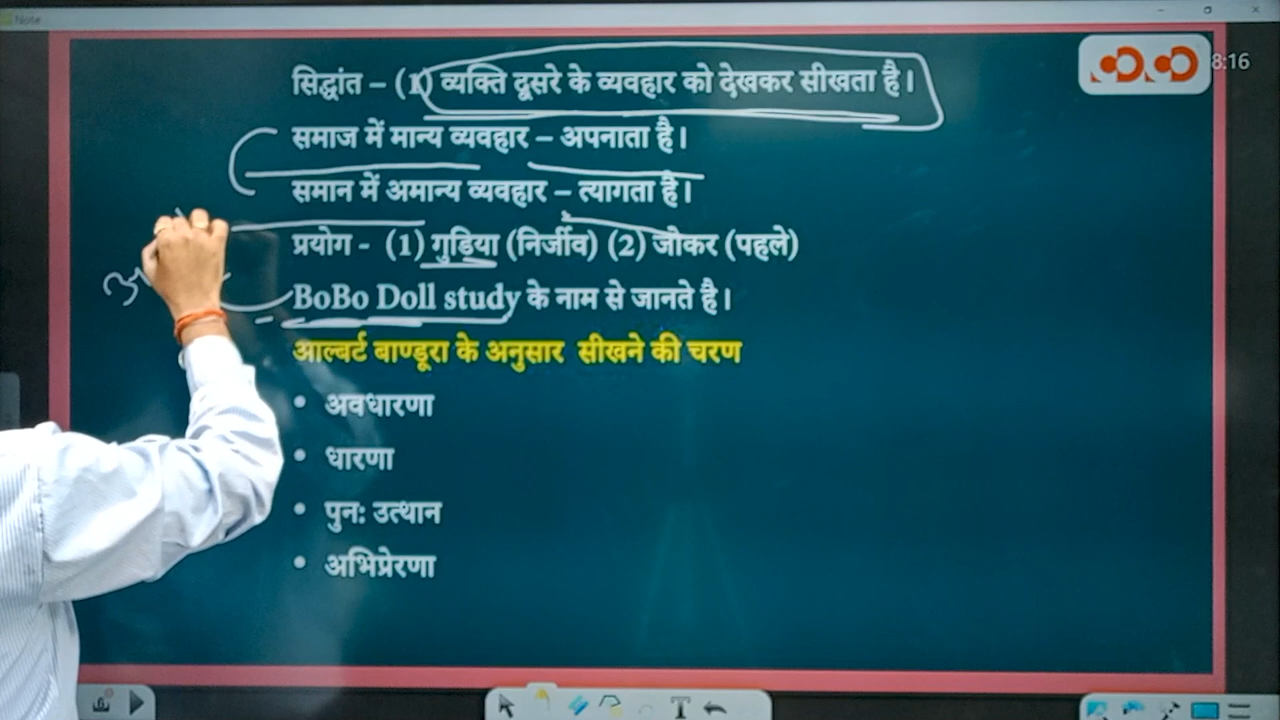 Note
8:16
सिद्धांत – (1) व्यक्ति दूसरे के व्यवहार को देखकर सीखता है।
समाज में मान्य व्यवहार – अपनाता है।
समान में अमान्य व्यवहार – त्यागता है।
प्रयोग - (1) गुडिया (निर्जीव) (2) जोकर (पहले)
BoBo Doll study के नाम से जानते है।
आल्बर्ट बाण्डूरा के अनुसार सीखने की चरण
• अवधारणा
• धारणा
• पुन: उत्थान
• अभिप्रेरणा